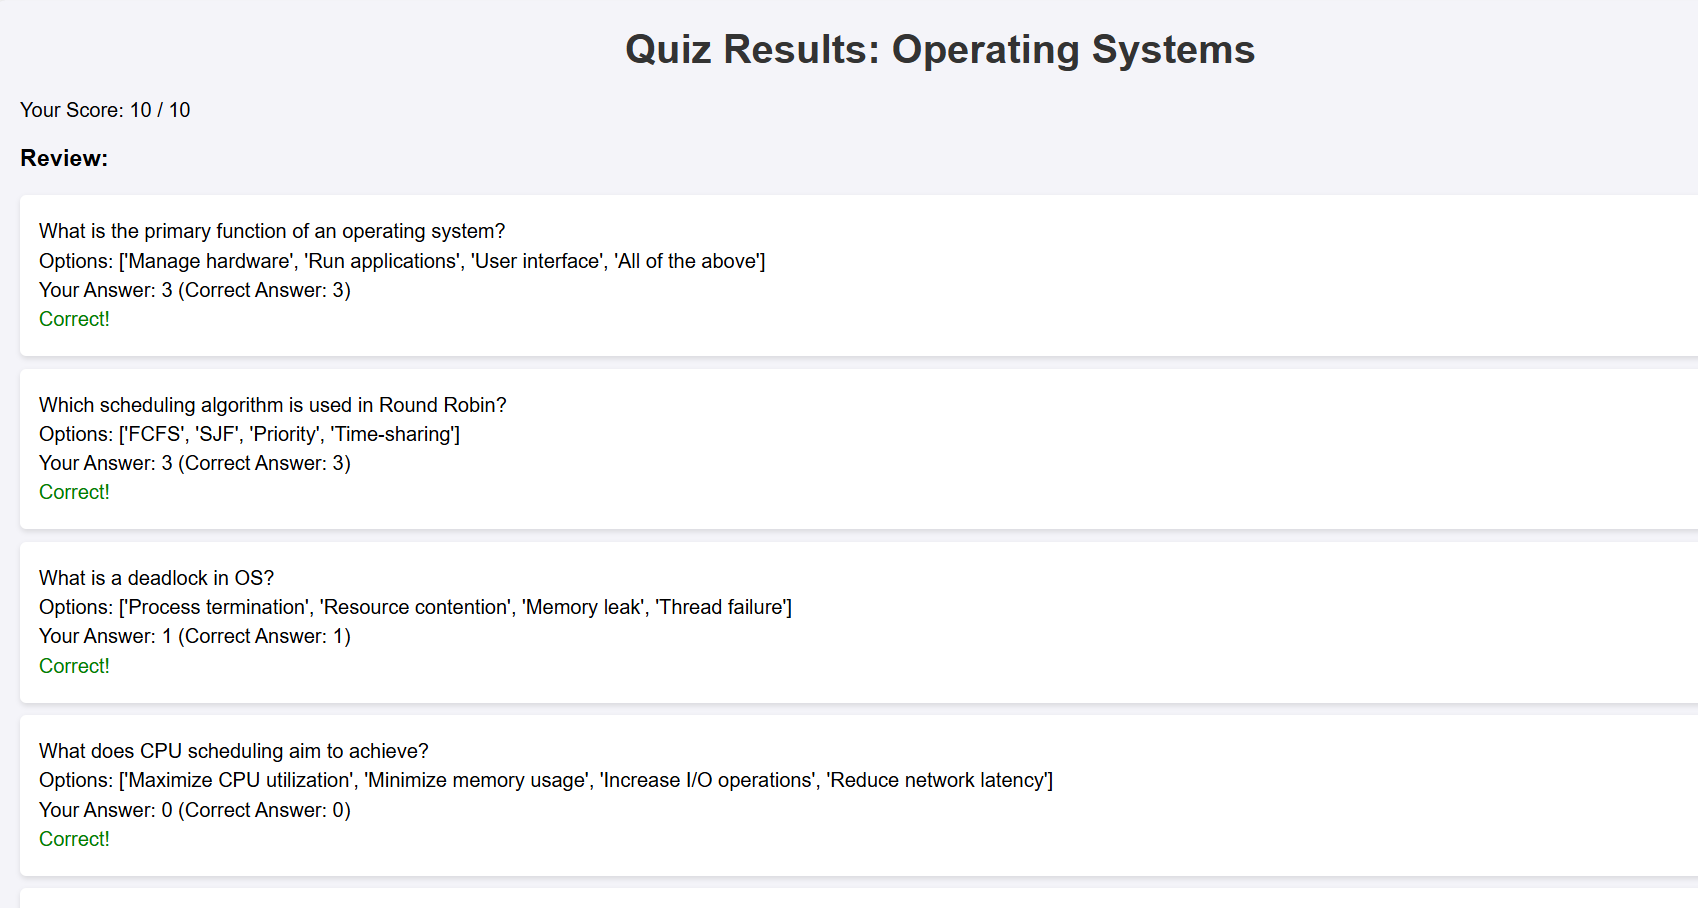 Quiz Results: Operating Systems
Your Score: 10 / 10
Review:
What is the primary function of an operating system?
Options: ['Manage hardware', 'Run applications', 'User interface', 'All of the above']
Your Answer: 3 (Correct Answer: 3)
Correct!
Which scheduling algorithm is used in Round Robin?
Options: ['FCFS', 'SJF', 'Priority', 'Time-sharing']
Your Answer: 3 (Correct Answer: 3)
Correct!
What is a deadlock in OS?
Options: ['Process termination', 'Resource contention', 'Memory leak', 'Thread failure']
Your Answer: 1 (Correct Answer: 1)
Correct!
What does CPU scheduling aim to achieve?
Options: ['Maximize CPU utilization', 'Minimize memory usage', 'Increase I/O operations', 'Reduce network latency']
Your Answer: 0 (Correct Answer: 0)
Correct!